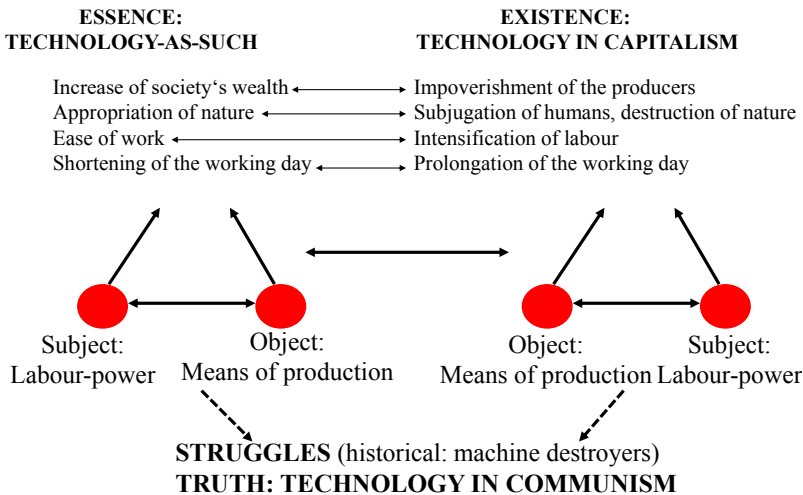 ESSENCE:
TECHNOLOGY-AS-SUCH
EXISTENCE:
TECHNOLOGY IN CAPITALISM
Increase of society‘s wealth
Appropriation of nature
Ease of work
Shortening of the working day
Impoverishment of the producers
Subjugation of humans, destruction of nature
Intensification of labour
Prolongation of the working day
Subject:
Labour-power
Object:
Means of production
Object:
Means of production
Subject:
Labour-power
STRUGGLES (historical: machine destroyers)
TRUTH: TECHNOLOGY IN COMMUNISM